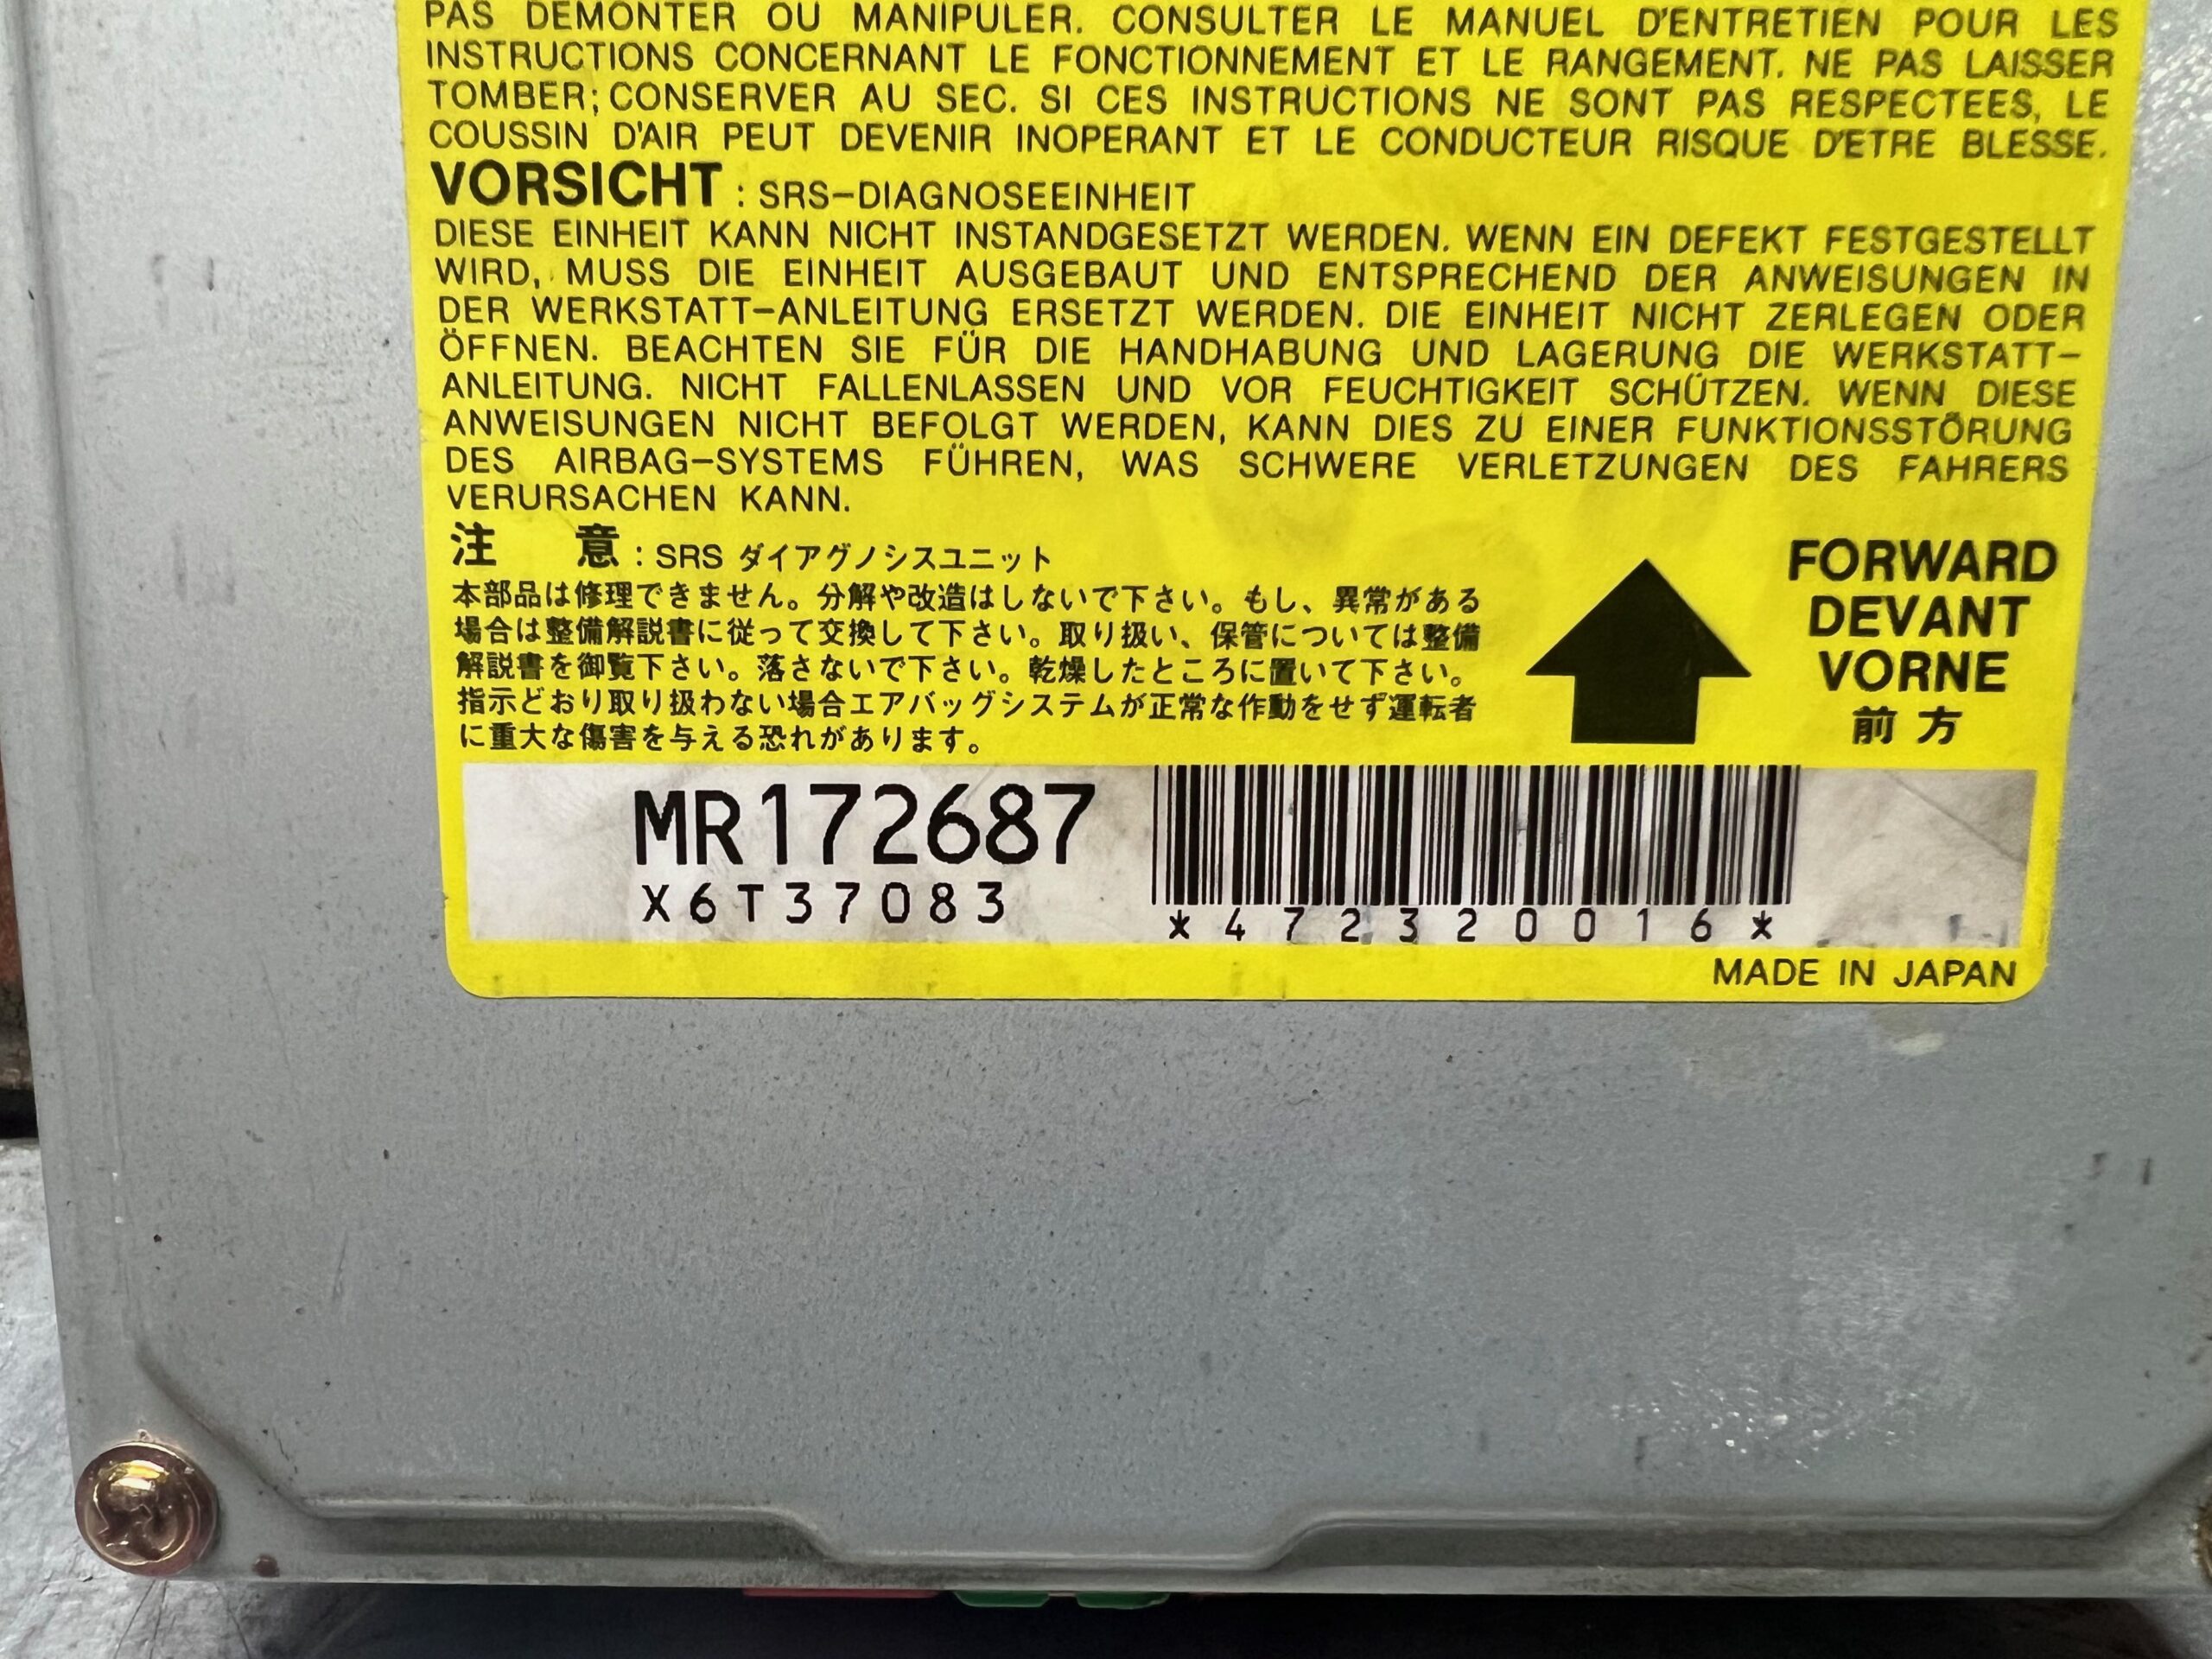 PAS DEMONTER OU MANIPULER. CONSULTER LE MANUEL D'ENTRETIEN POUR LES
INSTRUCTIONS CONCERNANT LE FONCTIONNEMENT ET LE RANGEMENT. NE PAS LAISSER
TOMBER; CONSERVER AU SEC. SI CES INSTRUCTIONS NE SONT PAS RESPECTEES, LE
COUSSIN D'AIR PEUT DEVENIR INOPERANT ET LE CONDUCTEUR RISQUE D'ETRE BLESSE.
VORSICHT : SRS-DIAGNOSEEINHEIT
DIESE EINHEIT KANN NICHT INSTANDGESETZT WERDEN. WENN EIN DEFEKT FESTGESTELLT
WIRD, MUSS DIE EINHEIT AUSGEBAUT UND ENTSPRECHEND DER ANWEISUNGEN IN
DER WERKSTATT-ANLEITUNG ERSETZT WERDEN. DIE EINHEIT NICHT ZERLEGEN ODER
ÖFFNEN. BEACHTEN SIE FÜR DIE HANDHABUNG UND LAGERUNG DIE WERKSTATT-
ANLEITUNG. NICHT FALLENLASSEN UND VOR FEUCHTIGKEIT SCHÜTZEN. WENN DIESE
ANWEISUNGEN NICHT BEFOLGT WERDEN, KANN DIES ZU EINER FUNKTIONSSTÖRUNG
DES AIRBAG-SYSTEMS FÜHREN, WAS SCHWERE VERLETZUNGEN DES FAHRERS
VERURSACHEN KANN.
注 意 : SRS ダイアグノシスユニット
本部品は修理できません。分解や改造はしないで下さい。もし、異常がある
場合は整備解説書に従って交換して下さい。取り扱い、保管については整備
解説書を御覧下さい。落さないで下さい。乾燥したところに置いて下さい。
指示どおり取り扱わない場合エアバッグシステムが正常な作動をせず運転者
に重大な傷害を与える恐れがあります。
FORWARD
DEVANT
VORNE
前方
MR172687
X6T37083
*472320016*
MADE IN JAPAN